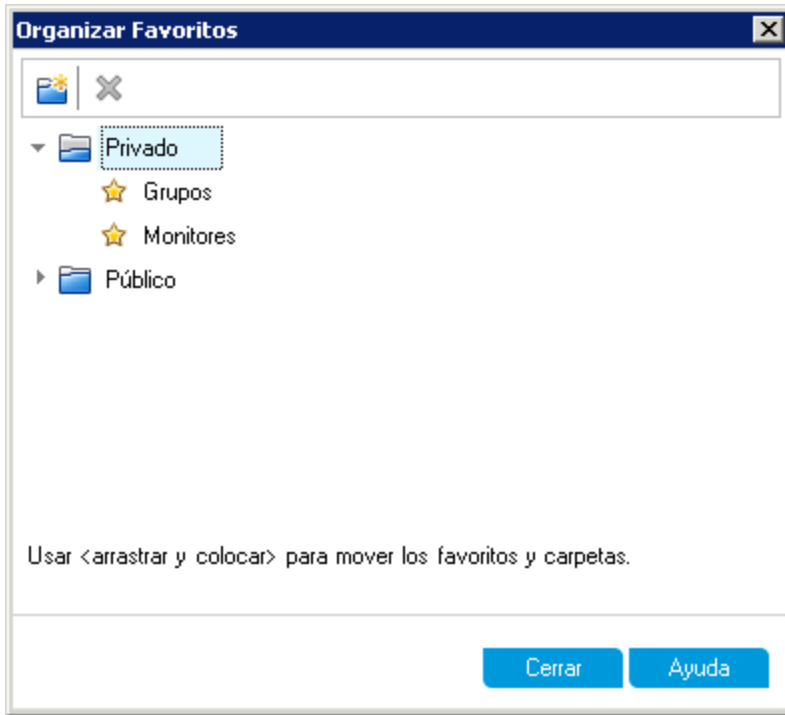 Organizar Favoritos
Privado
Grupos
Monitores
Público
Usar <arrastrar y colocar> para mover los favoritos y carpetas.
Cerrar Ayuda